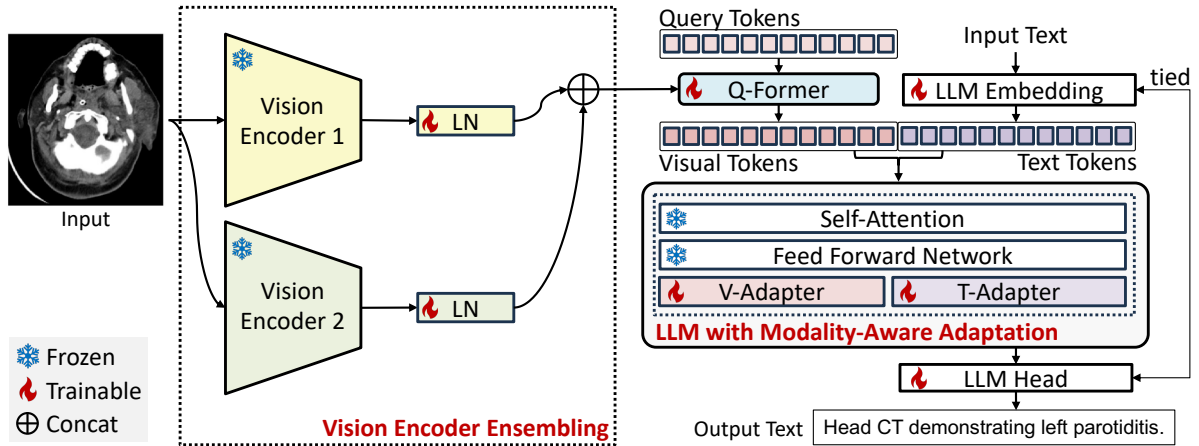 Input
Vision
Encoder 1
LN
Vision
Encoder 2
LN
Frozen
Trainable
Concat
Vision Encoder Ensembling
Query Tokens
Input Text
Q-Former
LLM Embedding
tied
Visual Tokens
Text Tokens
Self-Attention
Feed Forward Network
V-Adapter
T-Adapter
LLM with Modality-Aware Adaptation
LLM Head
Output Text
Head CT demonstrating left parotiditis.